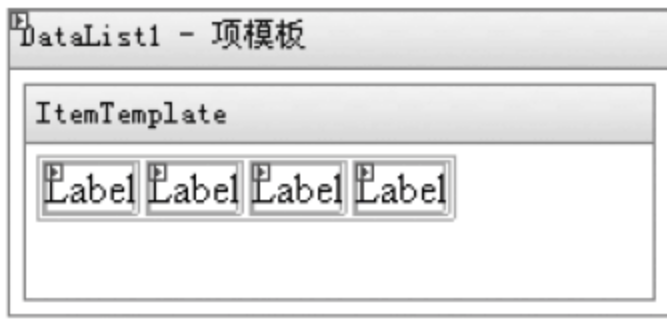 DataList1 - 项模板
ItemTemplate
Label Label Label Label